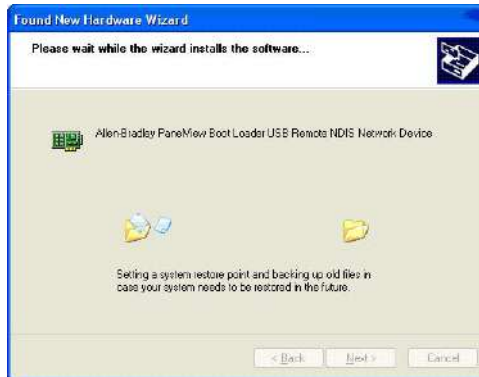 Found New Hardware Wizard
Please wait while the wizard installs the software...
Allen-Bradley PanelView Boot Loader USB Remote NDIS Network Device
Setting a system restore point and backing up old files in
case your system needs to be restored in the future.
< Back
Next >
Cancel